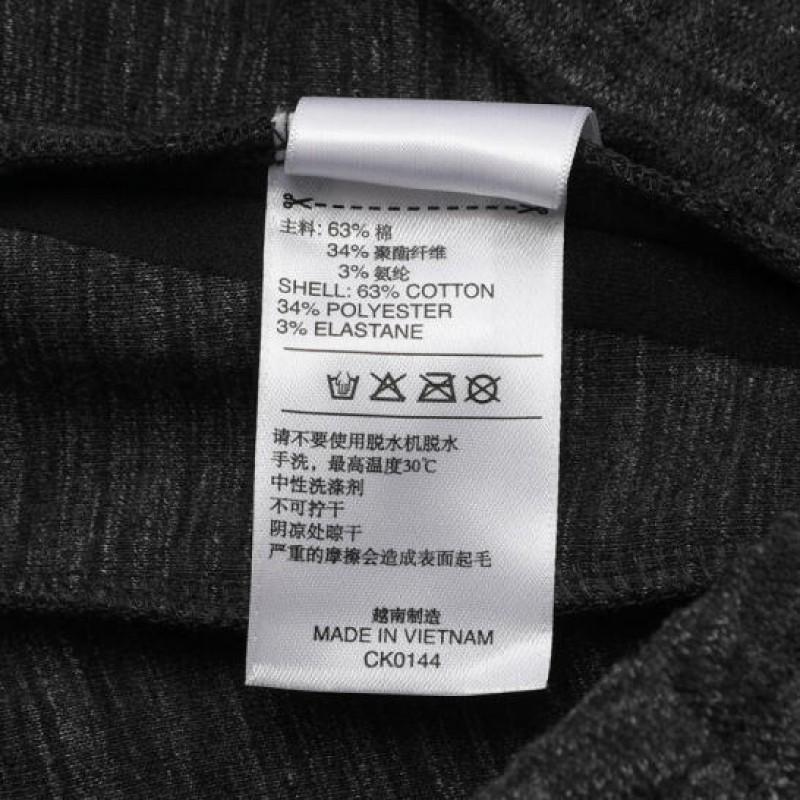 主料: 63% 棉
34% 聚酯纤维
3% 氨纶
SHELL: 63% COTTON
34% POLYESTER
3% ELASTANE
请不要使用脱水机脱水
手洗，最高温度30℃
中性洗涤剂
不可拧干
阴凉处晾干
严重的摩擦会造成表面起毛
越南制造
MADE IN VIETNAM
CK0144